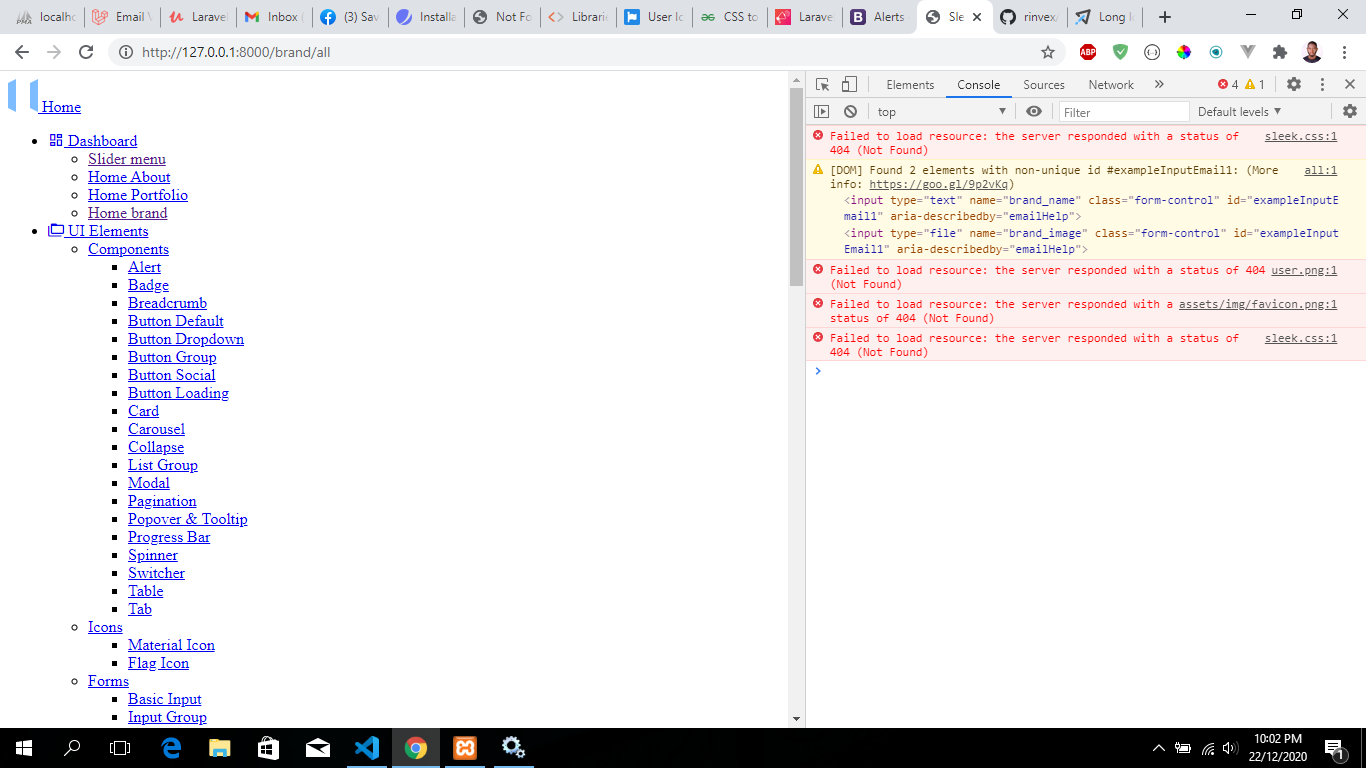 localho
Email V
Laravel
Inbox (
(3) Sav
Installa
Not Fo
Librarie
User Ic
CSS to
Laravel
Alerts
Sle
rinvex/
Long l
http://127.0.0.1:8000/brand/all
Home
Dashboard
Slider menu
Home About
Home Portfolio
Home brand
UI Elements
Components
Alert
Badge
Breadcrumb
Button Default
Button Dropdown
Button Group
Button Social
Button Loading
Card
Carousel
Collapse
List Group
Modal
Pagination
Popover & Tooltip
Progress Bar
Spinner
Switcher
Table
Tab
Icons
Material Icon
Flag Icon
Forms
Basic Input
Input Group
Elements Console Sources Network » 4 1
top Filter Default levels
Failed to load resource: the server responded with a status of sleek.css:1
404 (Not Found)
[DOM] Found 2 elements with non-unique id #exampleInputEmail1: (More all:1
info: https://goo.gl/9p2vKq)
<input type="text" name="brand_name" class="form-control" id="exampleInputE
mail1" aria-describedby="emailHelp">
<input type="file" name="brand_image" class="form-control" id="exampleInput
Email1" aria-describedby="emailHelp">
Failed to load resource: the server responded with a status of 404 user.png:1
(Not Found)
Failed to load resource: the server responded with a assets/img/favicon.png:1
status of 404 (Not Found)
Failed to load resource: the server responded with a status of sleek.css:1
404 (Not Found)
10:02 PM
22/12/2020
1